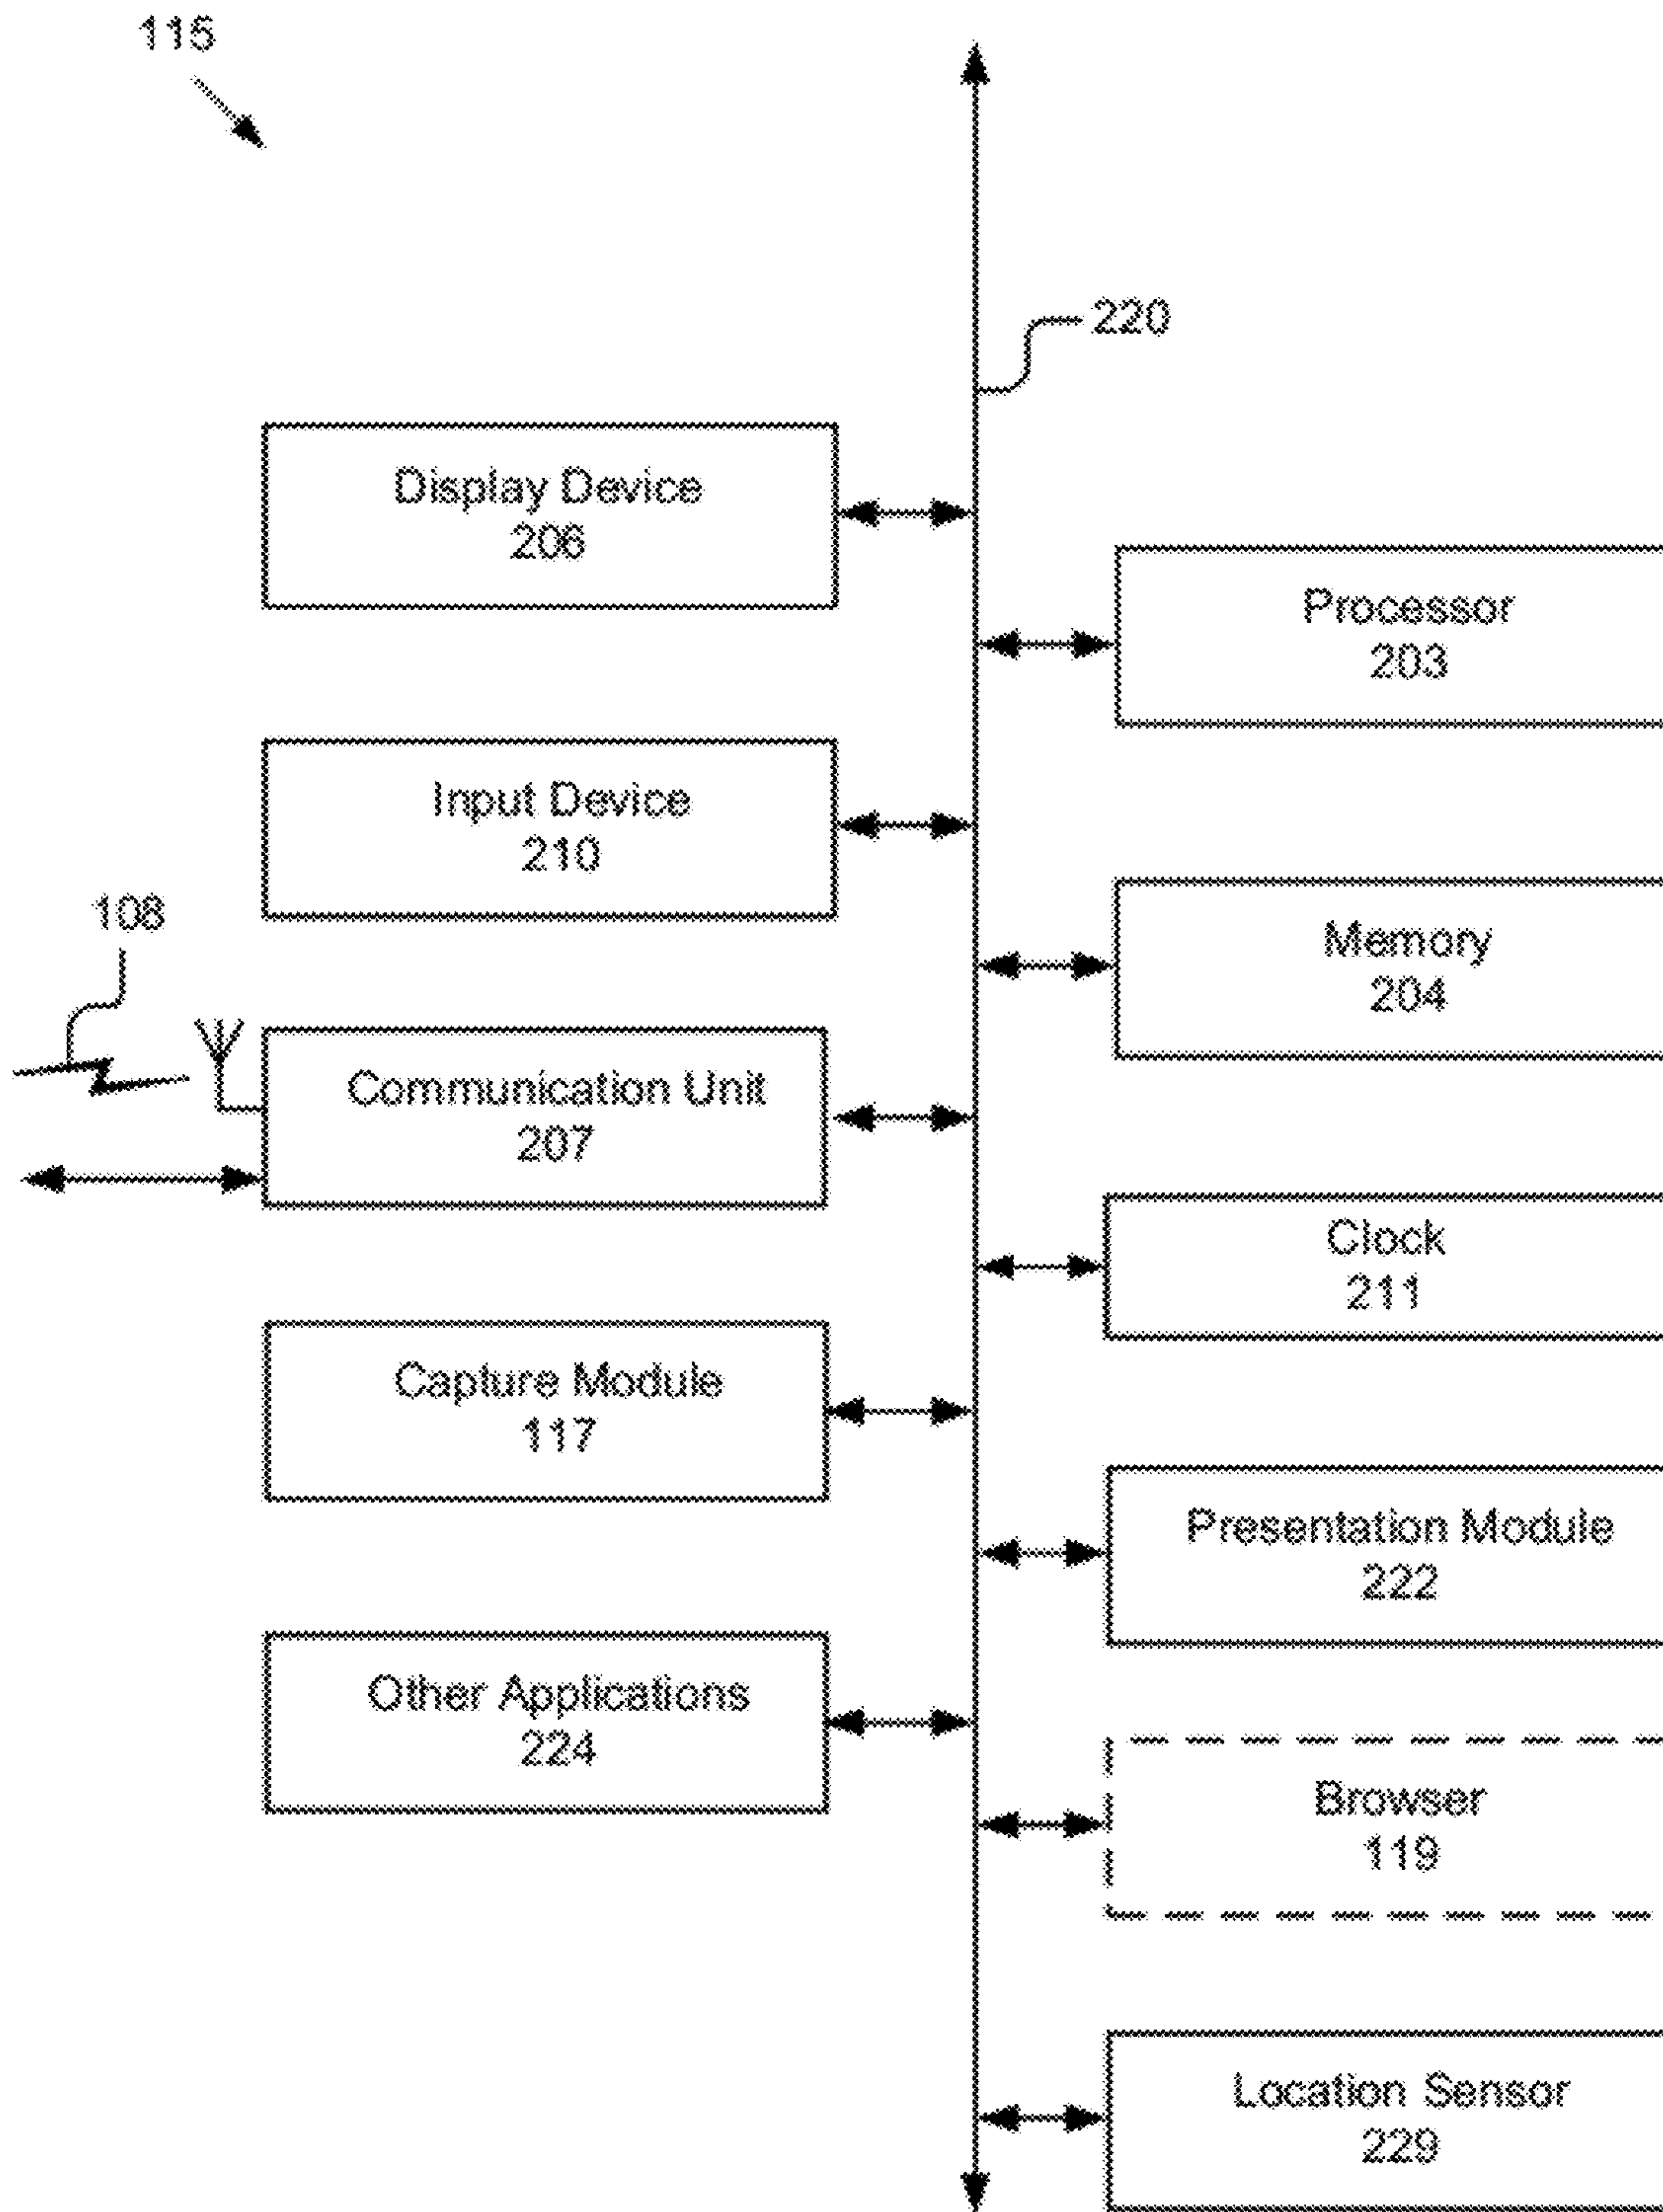 115
220
Display Device
206
Processor
203
Input Device
210
Memory
204
108
Communication Unit
207
Clock
211
Capture Module
117
Presentation Module
222
Other Applications
224
Browser
119
Location Sensor
229